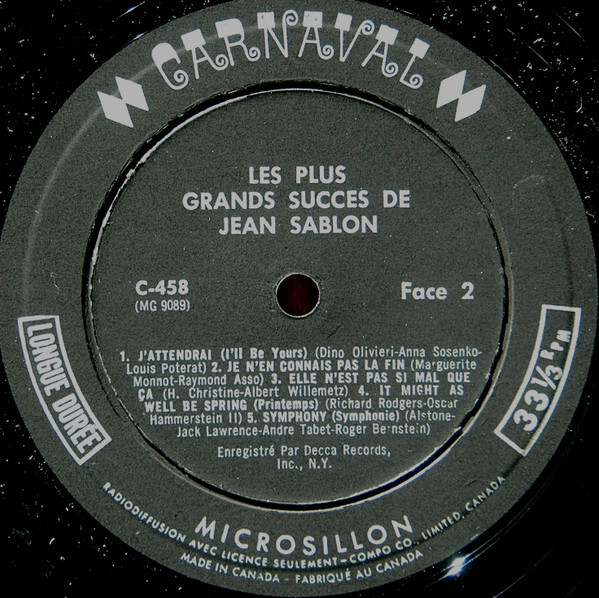 CARNAVAL
LES PLUS
GRANDS SUCCES DE
JEAN SABLON
C-458
(MG 9089)
Face 2
LONGUE DURÉE
33⅓ RPM
1. J'ATTENDRAI (I'll Be Yours) (Dino Olivieri-Anna Sosenko-
Louis Poterat) 2. JE N'EN CONNAIS PAS LA FIN (Marguerite
Monnot-Raymond Asso) 3. ELLE N'EST PAS SI MAL QUE
ÇA (H. Christine-Albert Willemetz) 4. IT MIGHT AS
WELL BE SPRING (Printemps) (Richard Rodgers-Oscar
Hammerstein II) 5. SYMPHONY (Symphonie) (Alstone-
Jack Lawrence-Andre Tabet-Roger Bernstein)
Enregistré Par Decca Records,
Inc., N.Y.
MICROSILLON
RADIODIFFUSION AVEC LICENCE SEULEMENT-COMPO CO., LIMITED, CANADA
MADE IN CANADA - FABRIQUÉ AU CANADA